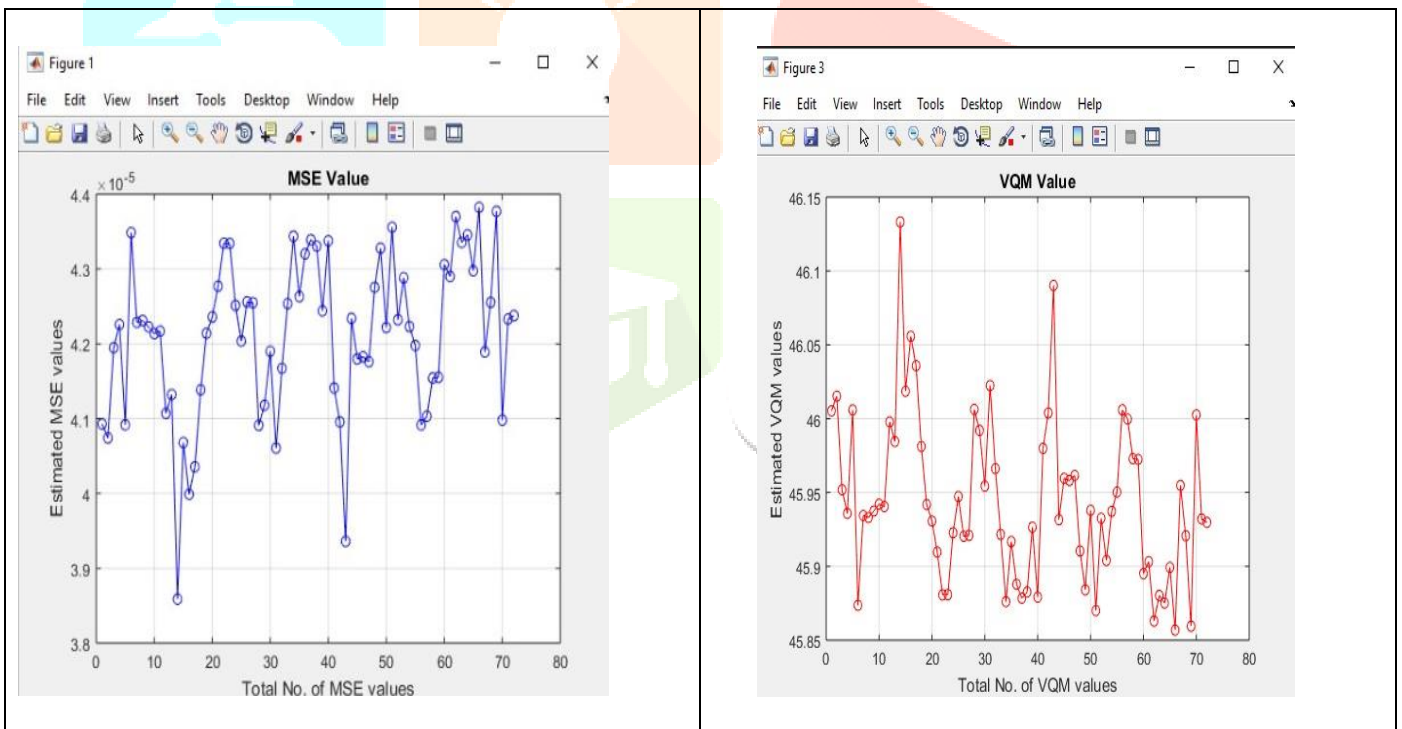 Figure 1
File Edit View Insert Tools Desktop Window Help
MSE Value
× 10-5
4.4
4.3
4.2
4.1
4
3.9
3.8
Estimated MSE values
0 10 20 30 40 50 60 70 80
Total No. of MSE values
Figure 3
File Edit View Insert Tools Desktop Window Help
VQM Value
46.15
46.1
46.05
46
45.95
45.9
45.85
Estimated VQM values
0 10 20 30 40 50 60 70 80
Total No. of VQM values